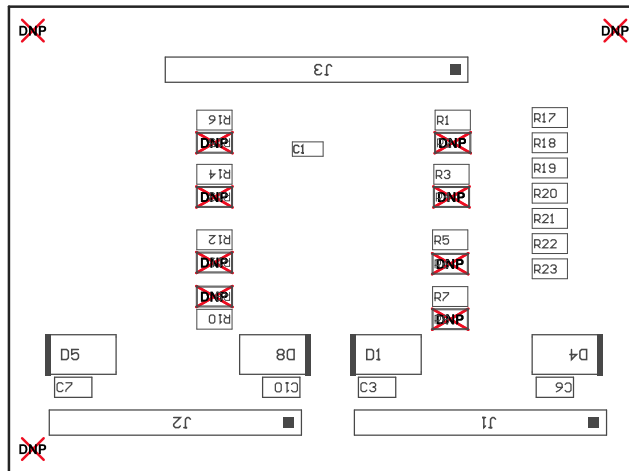 DNP DNP
J3
R16 R1 R17
DNP C1 DNP R18
R14 R3 R19
DNP DNP R20
R21
R12 R5 R22
DNP DNP R23
DNP R7
R10 DNP
D5 D8 D1 D4
C7 C10 C3 C6
J2 J1
DNP